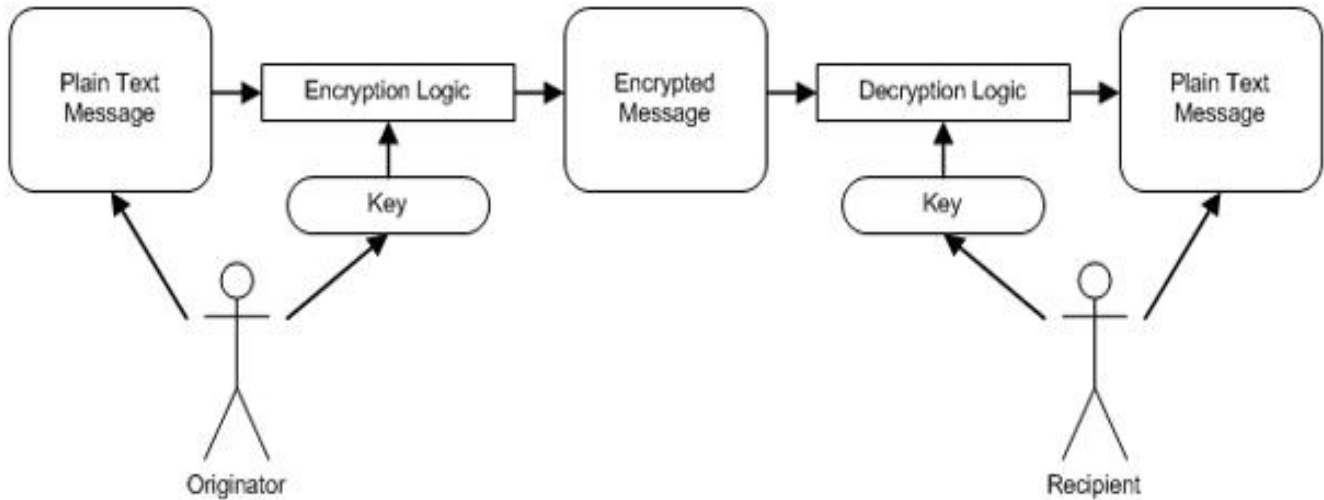 Plain Text
Message
Encryption Logic
Encrypted
Message
Decryption Logic
Plain Text
Message
Key
Key
Originator
Recipient